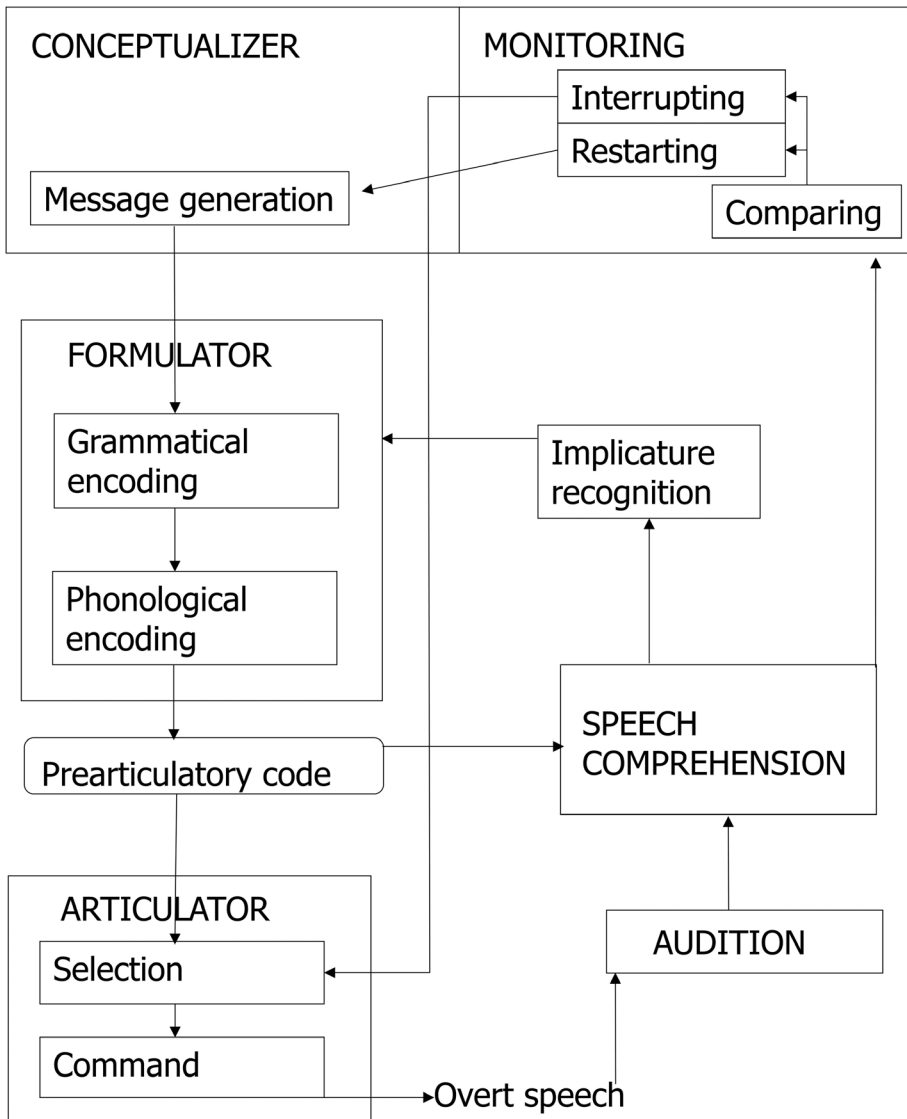 CONCEPTUALIZER
MONITORING
Interrupting
Restarting
Message generation
Comparing
FORMULATOR
Grammatical
encoding
Implicature
recognition
Phonological
encoding
SPEECH
COMPREHENSION
Prearticulatory code
ARTICULATOR
AUDITION
Selection
Command
Overt speech